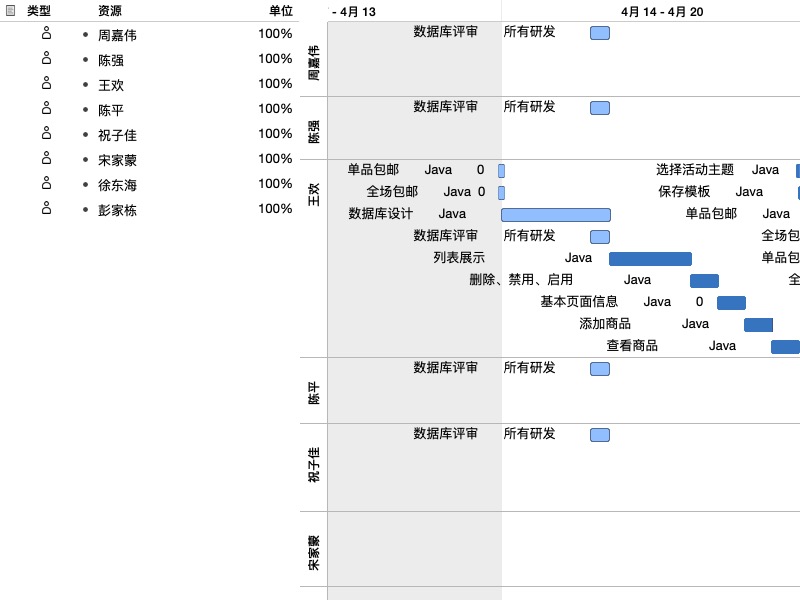 类型 资源 单位
周嘉伟 100%
陈强 100%
王欢 100%
陈平 100%
祝子佳 100%
宋家蒙 100%
徐东海 100%
彭家栋 100%
- 4月 13 4月 14 - 4月 20
周嘉伟
数据库评审 所有研发
陈强
数据库评审 所有研发
王欢
单品包邮 Java 0 选择活动主题 Java
全场包邮 Java 0 保存模板 Java
数据库设计 Java 单品包邮 Java
数据库评审 所有研发 全场包
列表展示 Java 单品包
删除、禁用、启用 Java 全
基本页面信息 Java 0
添加商品 Java
查看商品 Java
陈平
数据库评审 所有研发
祝子佳
数据库评审 所有研发
宋家蒙